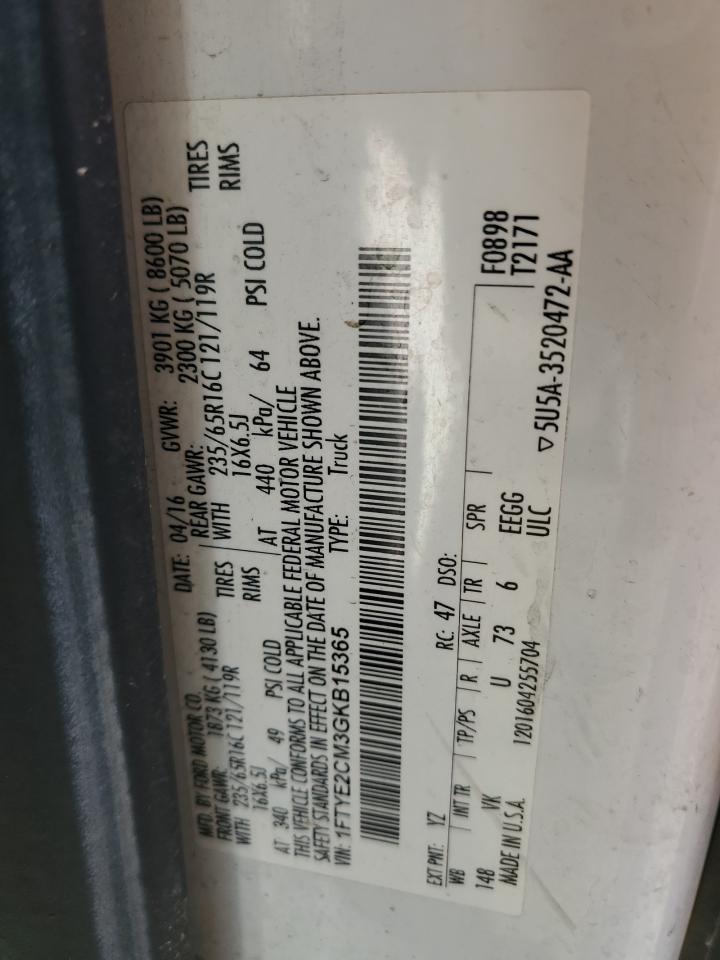 MFD. BY FORD MOTOR CO. DATE: 04/16 GVWR: 3901 KG ( 8600 LB)
FRONT GAWR: 1873 KG ( 4130 LB) REAR GAWR: 2300 KG ( 5070 LB)
WITH 235/65R16C 121/119R TIRES WITH 235/65R16C 121/119R TIRES
16X6.5J RIMS 16X6.5J RIMS
AT 340 kPa/ 49 PSI COLD AT 440 kPa/ 64 PSI COLD
THIS VEHICLE CONFORMS TO ALL APPLICABLE FEDERAL MOTOR VEHICLE
SAFETY STANDARDS IN EFFECT ON THE DATE OF MANUFACTURE SHOWN ABOVE.
VIN: 1FTYE2CM3GKB15365 TYPE: Truck
EXT PNT: YZ RC: 47 DSO: F0898
WB INT TR TP/PS R AXLE TR SPR T2171
148 VK U 73 6 EEGG
MADE IN U.S.A. 1201604255704 ULC ▽5U5A-3520472-AA